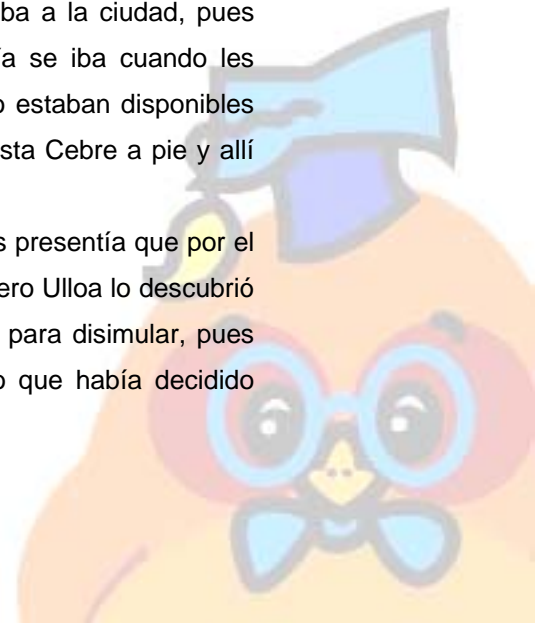 ba a la ciudad, pues
ía se iba cuando les
o estaban disponibles
sta Cebre a pie y allí
s presentía que por el
ero Ulloa lo descubrió
para disimular, pues
o que había decidido